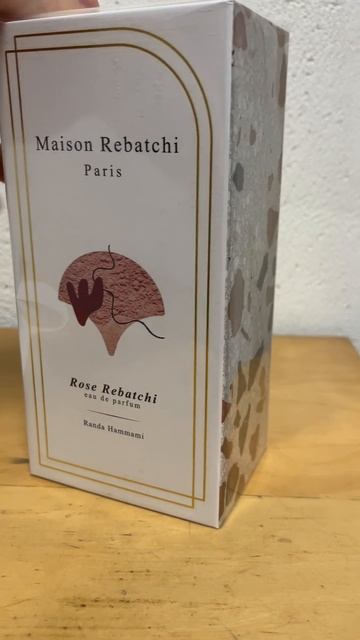 Maison Rebatchi
Paris
Rose Rebatchi
eau de parfum
Randa Hammami